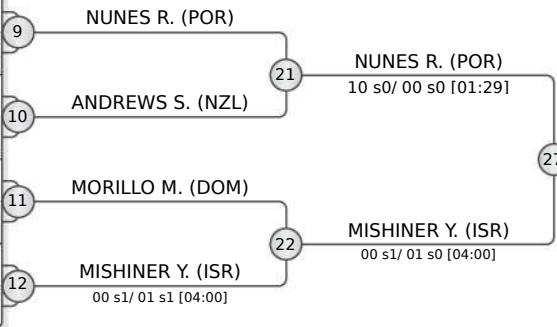 9
NUNES R. (POR)
21
NUNES R. (POR)
10 s0/ 00 s0 [01:29]
10
ANDREWS S. (NZL)
27
11
MORILLO M. (DOM)
22
MISHINER Y. (ISR)
00 s1/ 01 s0 [04:00]
12
MISHINER Y. (ISR)
00 s1/ 01 s1 [04:00]